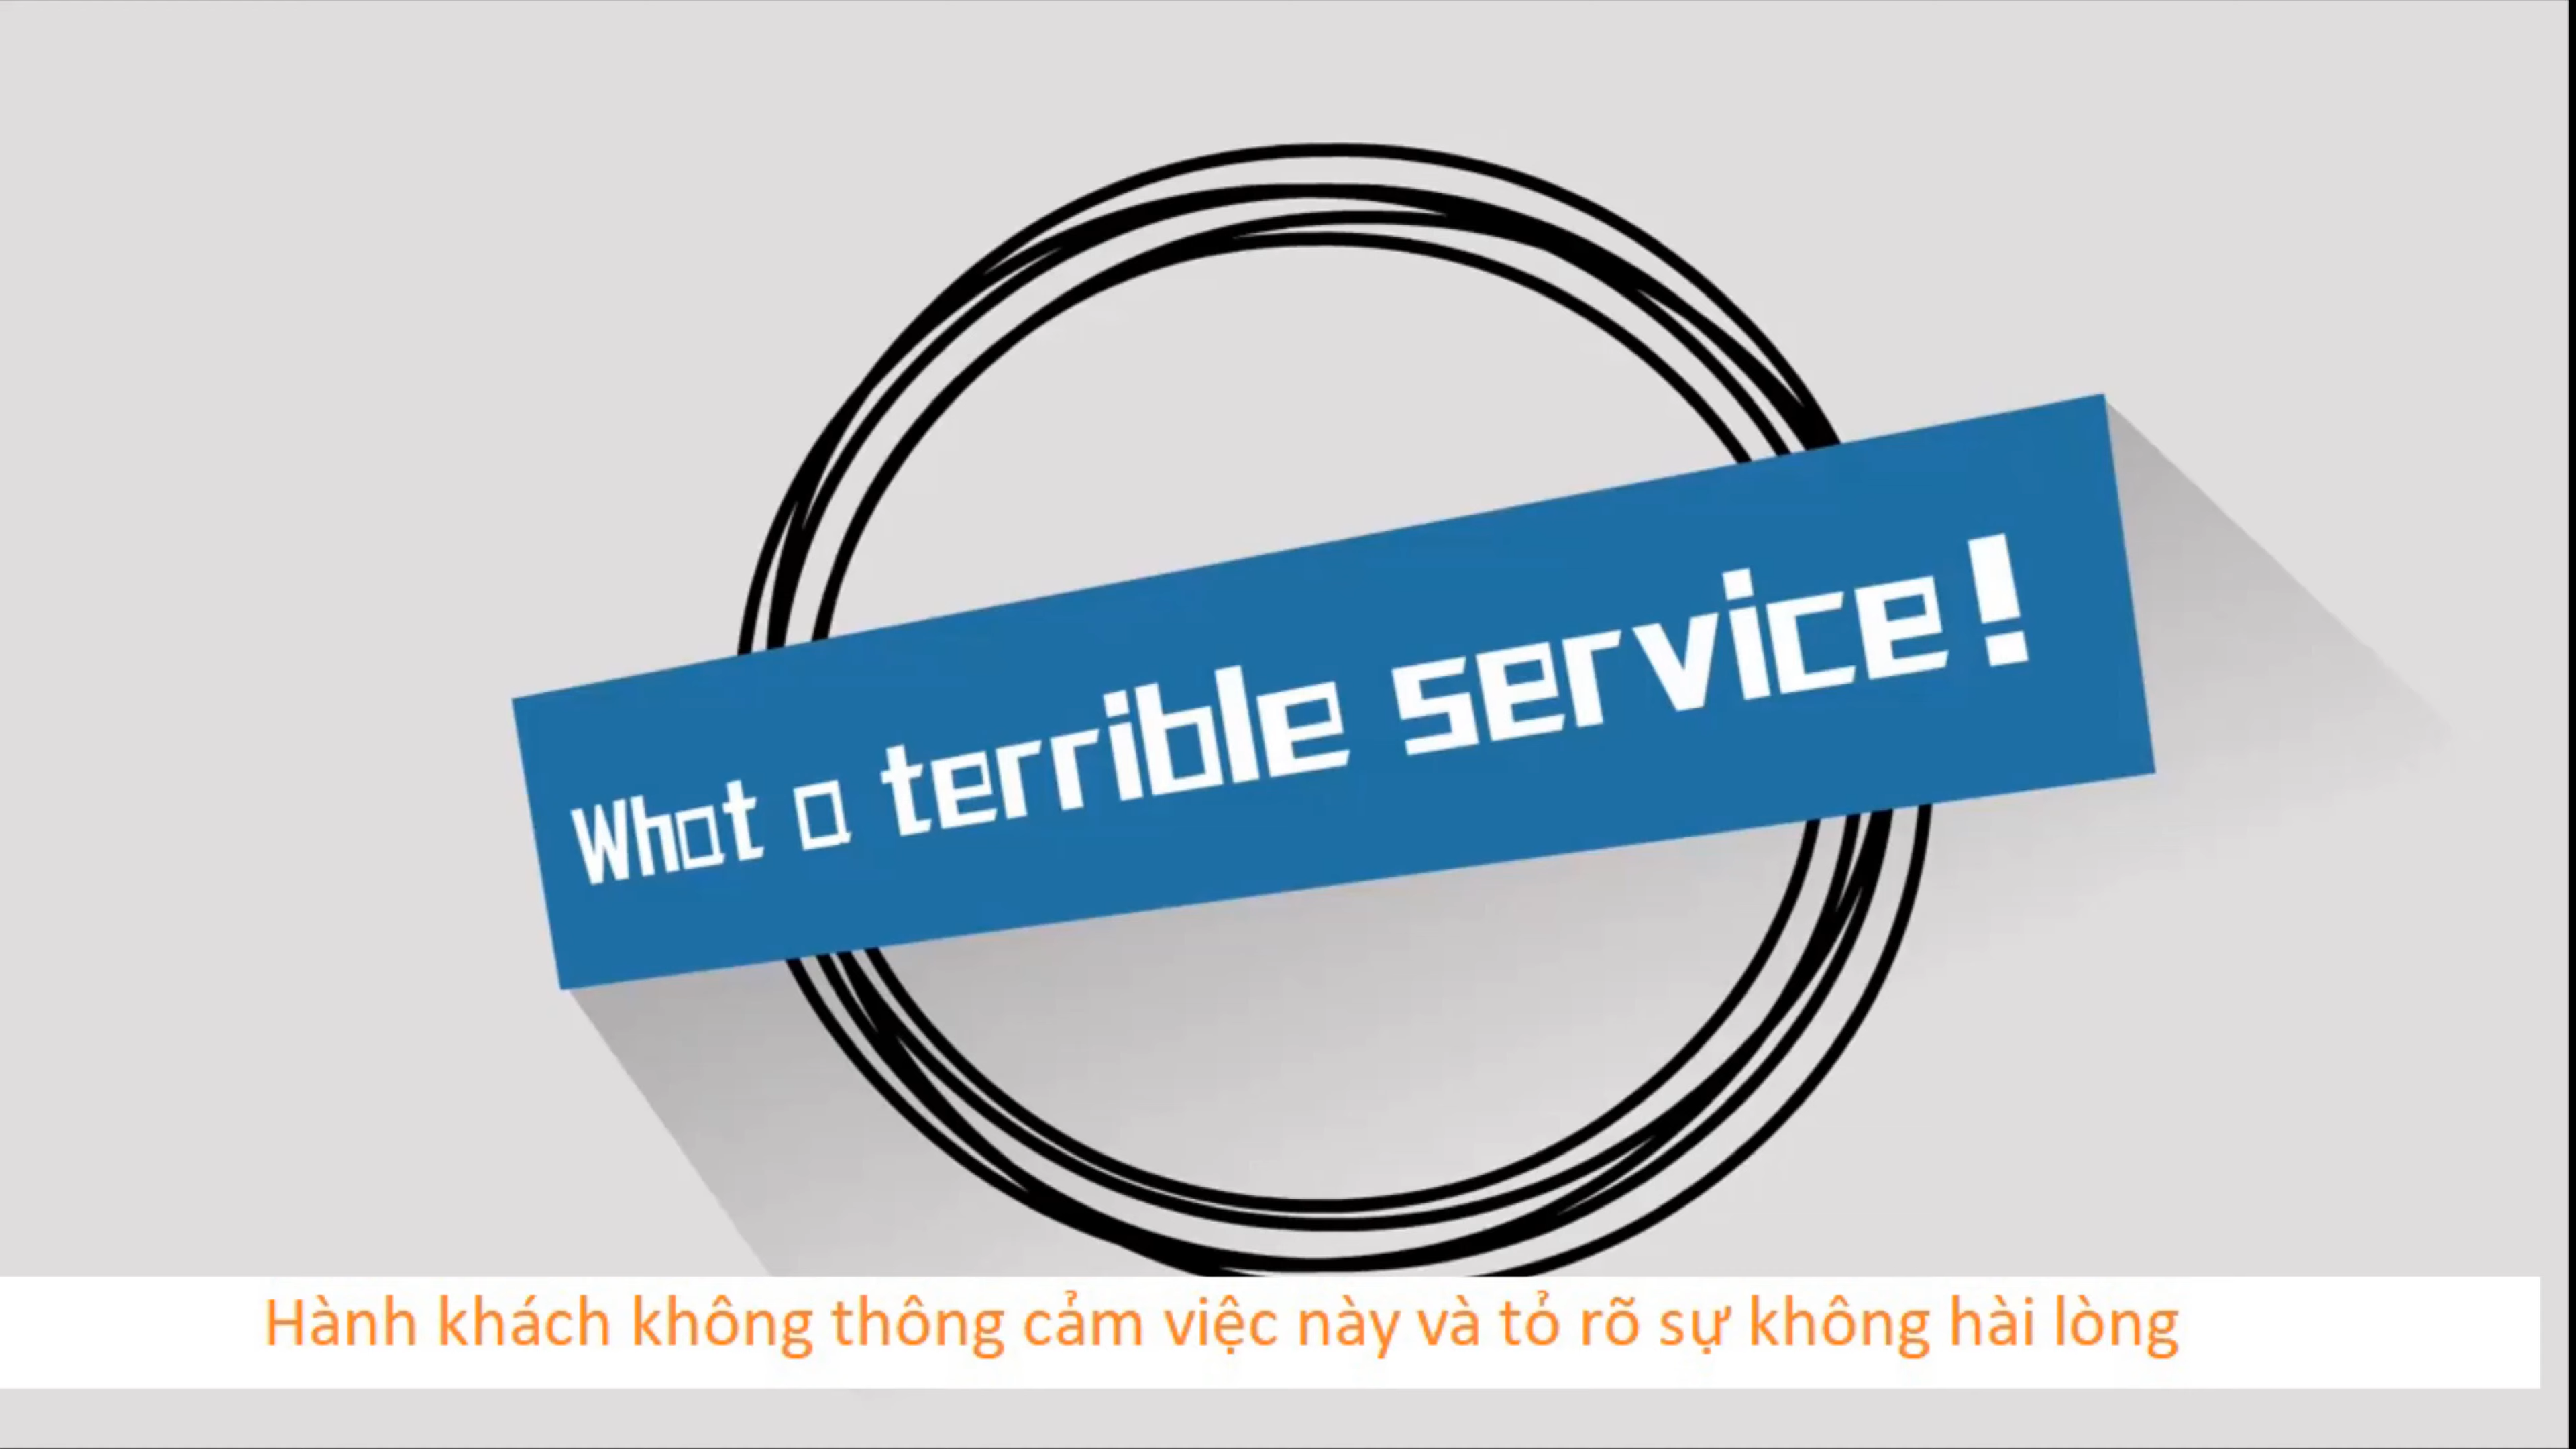 What a terrible service!
Hành khách không thông cảm việc này và tỏ rõ sự không hài lòng